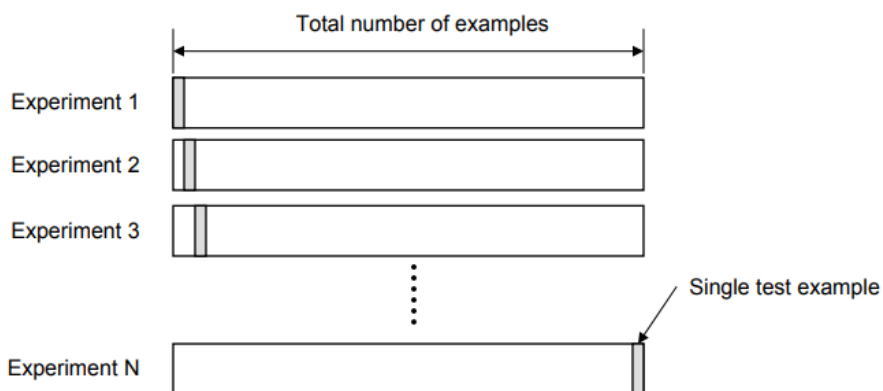 Total number of examples
Experiment 1
Experiment 2
Experiment 3
Single test example
Experiment N